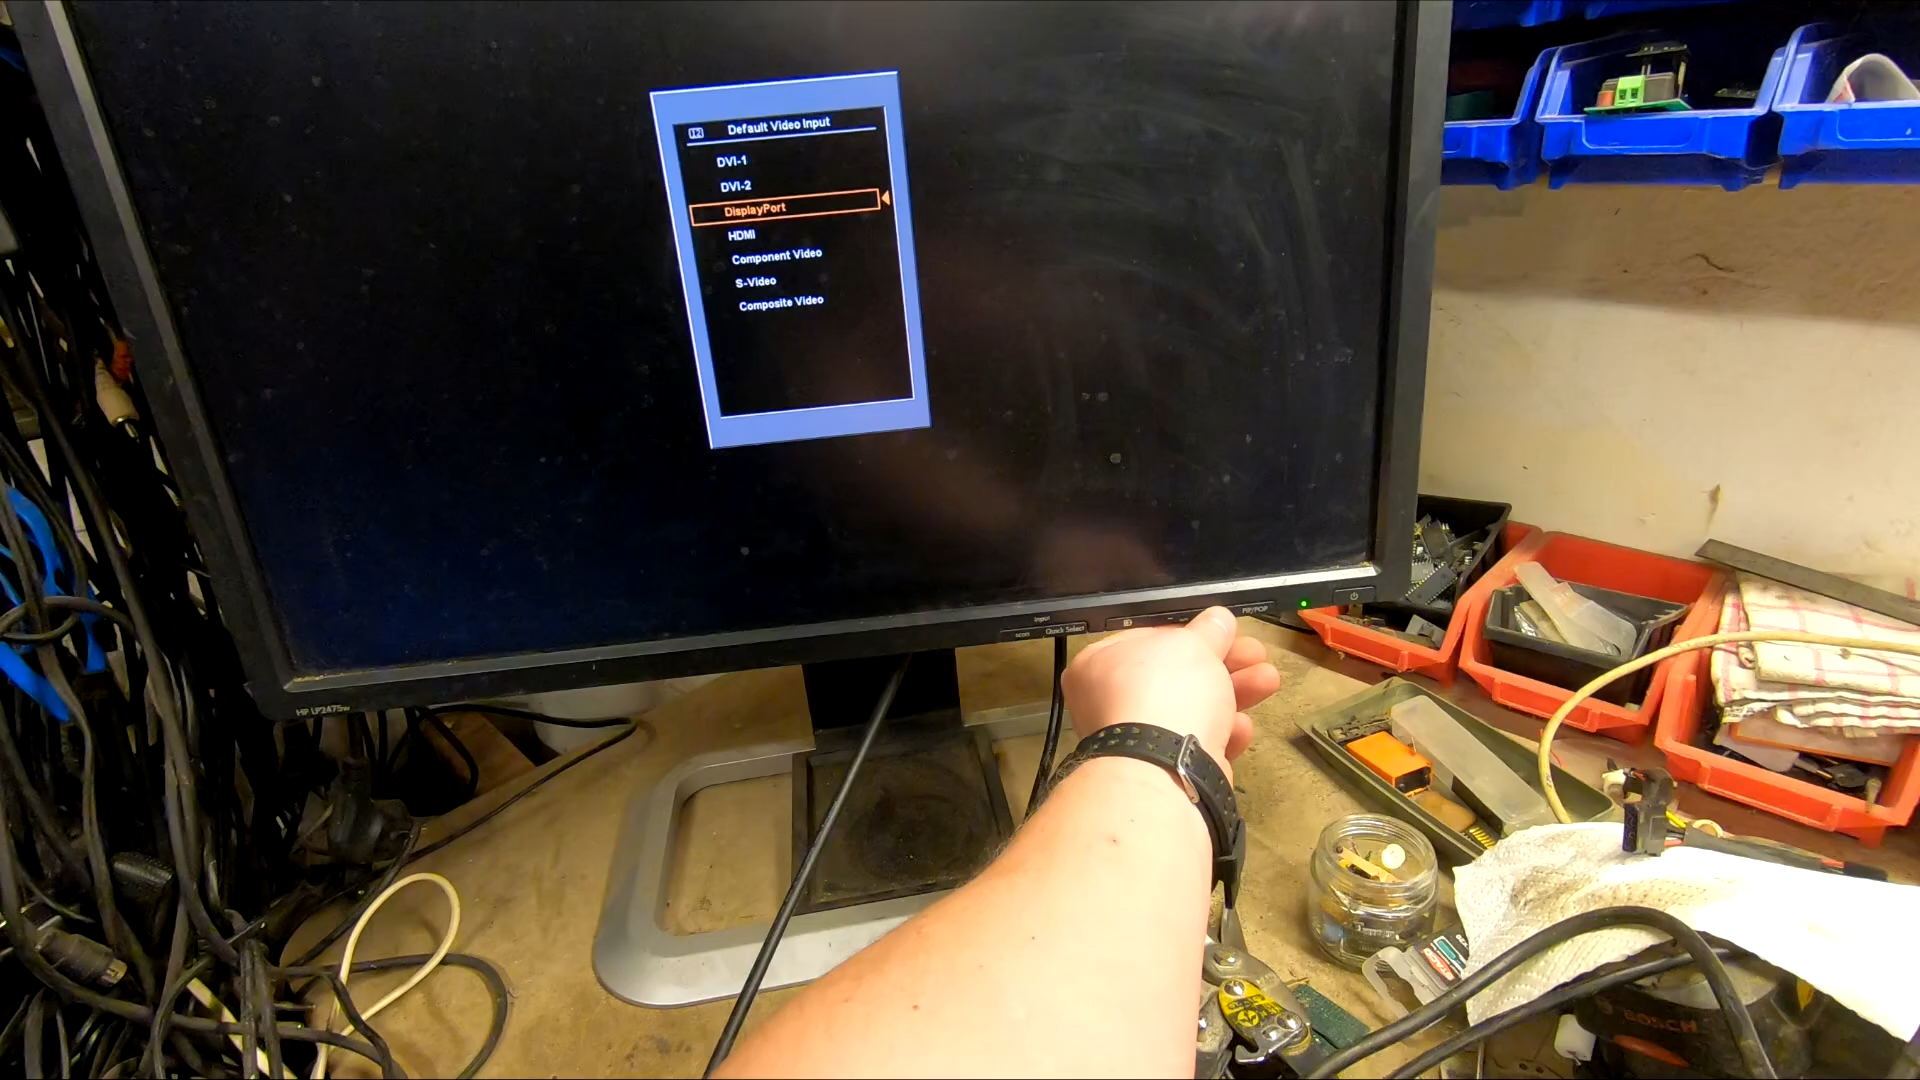 Default Video Input
DVI-1
DVI-2
DisplayPort
HDMI
Component Video
S-Video
Composite Video
Input
scan Quick Select
PIP/POP
HP LP2475w
BOSCH